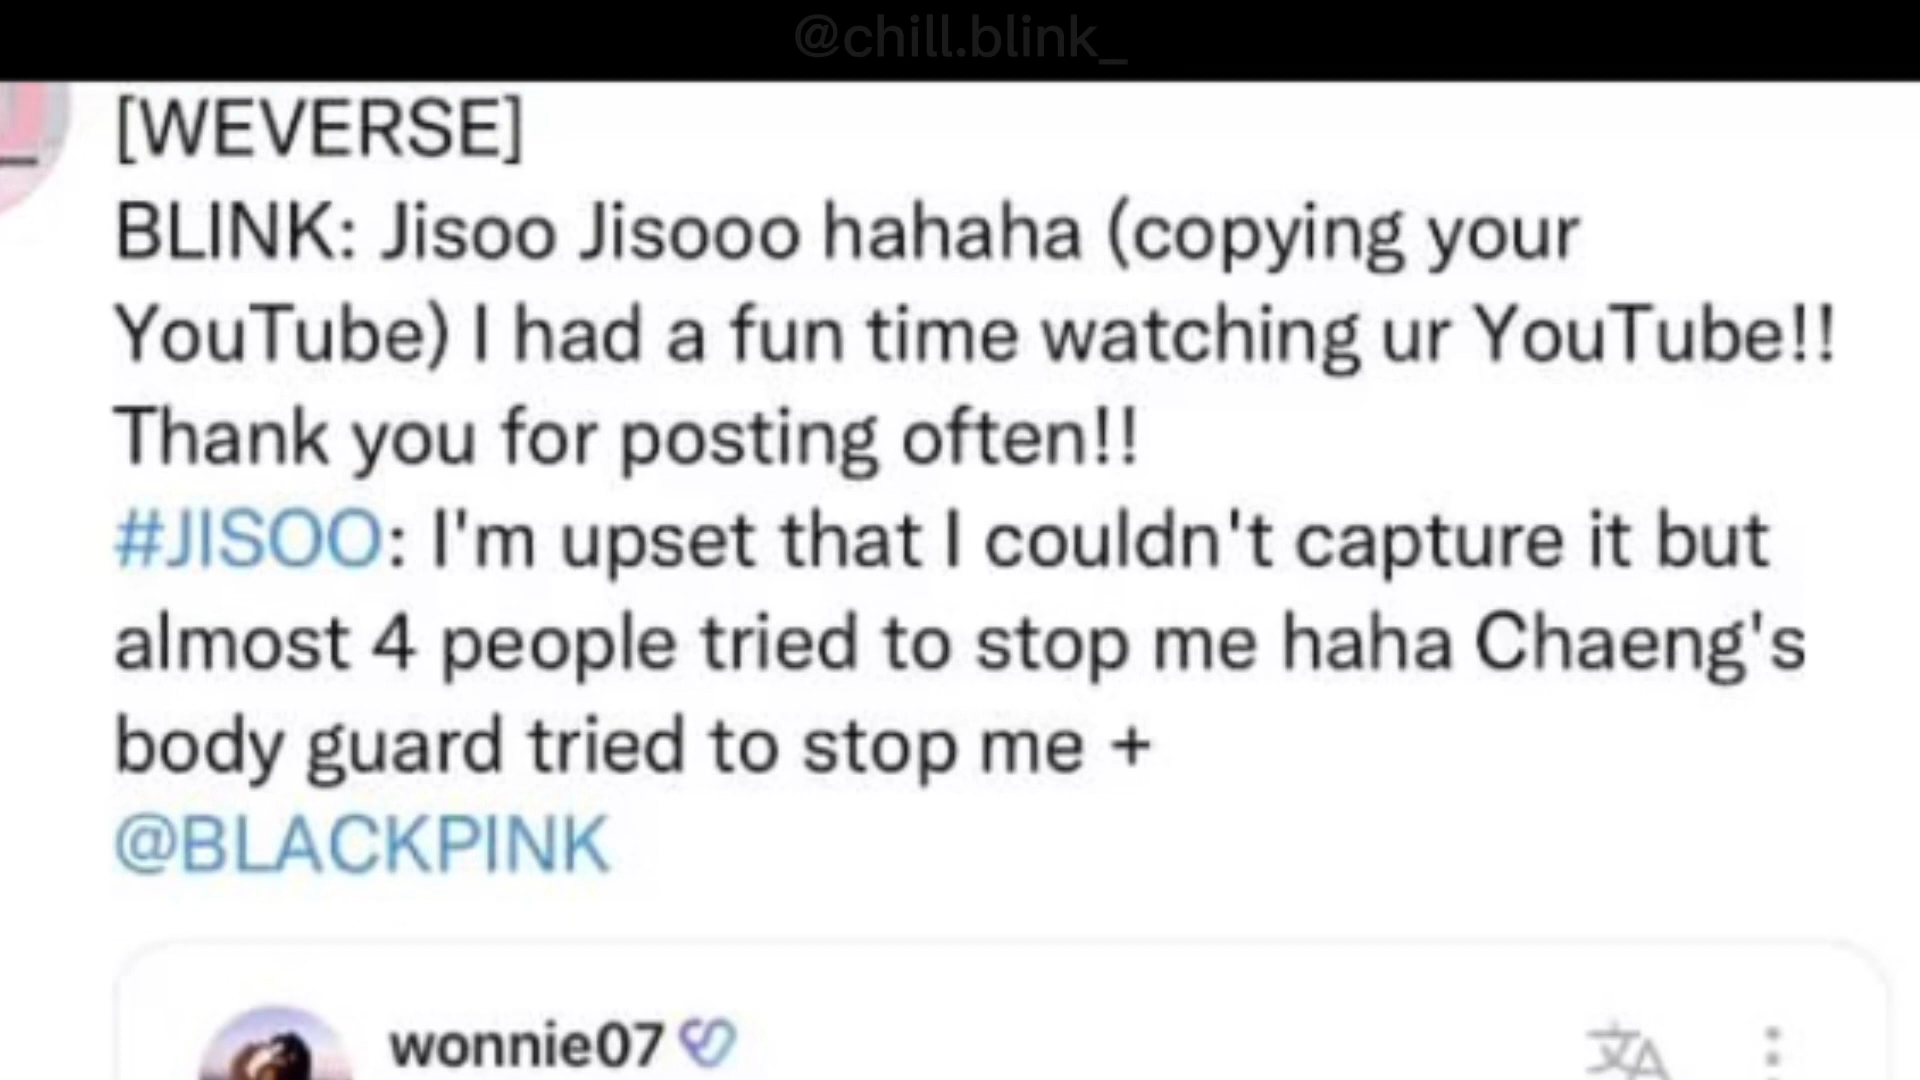 @chill.blink_
[WEVERSE]
BLINK: Jisoo Jisooo hahaha (copying your
YouTube) I had a fun time watching ur YouTube!!
Thank you for posting often!!
#JISOO: I'm upset that I couldn't capture it but
almost 4 people tried to stop me haha Chaeng's
body guard tried to stop me +
@BLACKPINK
wonnie07
文A